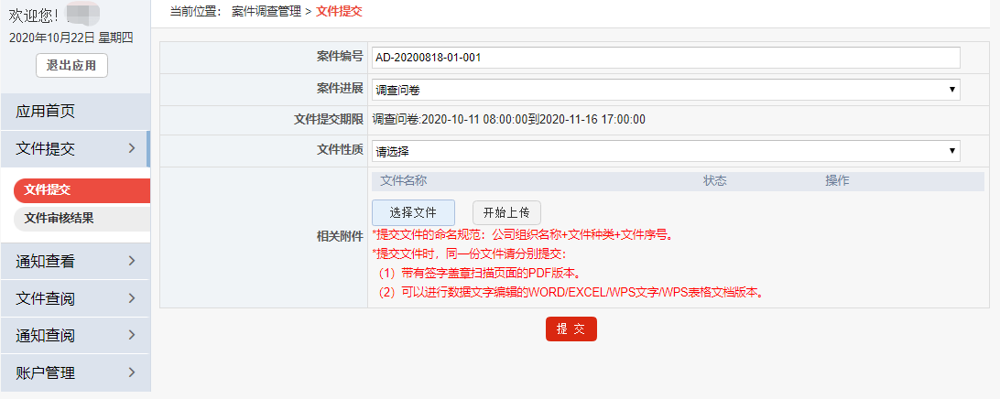 欢迎您！
2020年10月22日 星期四
退出应用
应用首页
文件提交
文件提交
文件审核结果
通知查看
文件查阅
通知查阅
账户管理
当前位置： 案件调查管理 > 文件提交
案件编号 AD-20200818-01-001
案件进展 调查问卷
文件提交期限 调查问卷:2020-10-11 08:00:00到2020-11-16 17:00:00
文件性质 请选择
文件名称 状态 操作
选择文件 开始上传
相关附件
*提交文件的命名规范：公司组织名称+文件种类+文件序号。
*提交文件时，同一份文件请分别提交：
（1）带有签字盖章扫描页面的PDF版本。
（2）可以进行数据文字编辑的WORD/EXCEL/WPS文字/WPS表格文档版本。
提 交